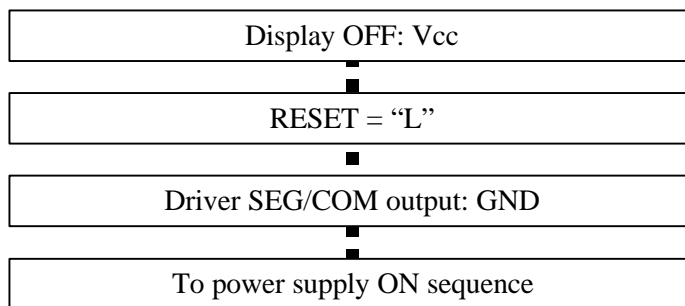 Display OFF: Vcc
RESET = “L”
Driver SEG/COM output: GND
To power supply ON sequence